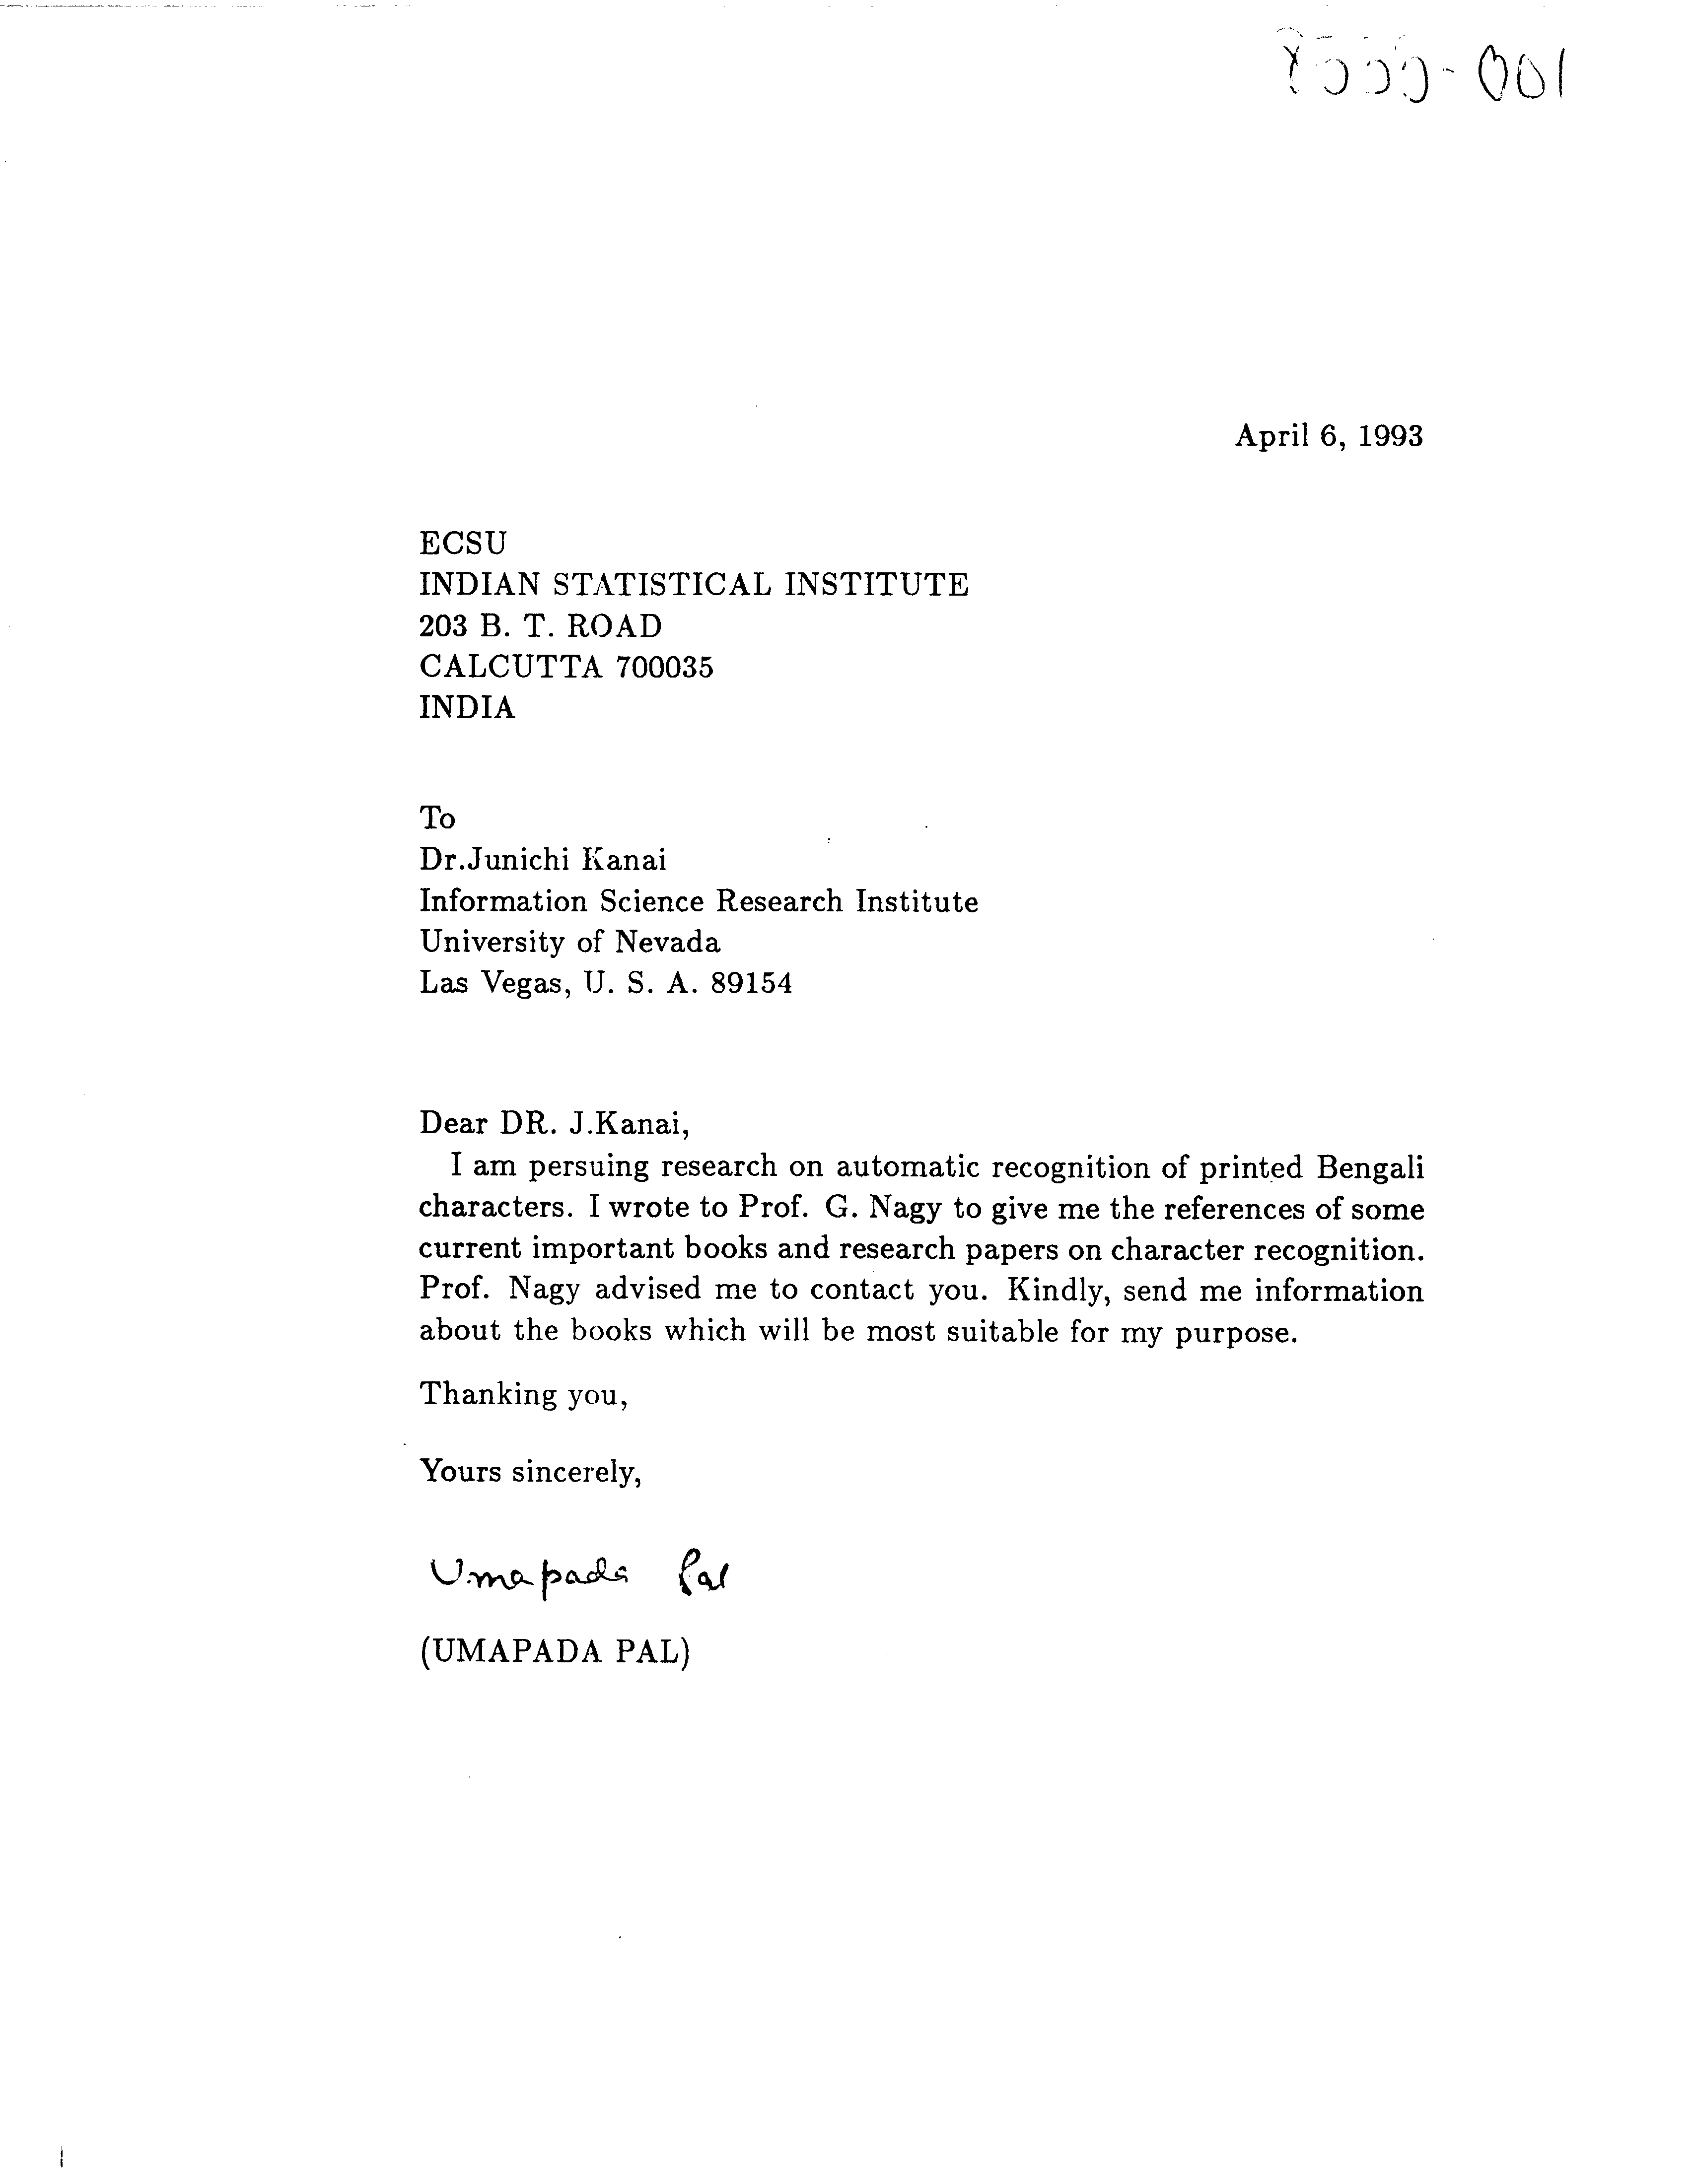 April 6, 1993
ECSU
INDIAN STATISTICAL INSTITUTE
203 B. T. ROAD
CALCUTTA 700035
INDIA
To
Dr.Junichi Kanai
Information Science Research Institute
University of Nevada
Las Vegas, U. S. A. 89154
Dear DR. J.Kanai,
I am persuing research on automatic recognition of printed Bengali
characters. I wrote to Prof. G. Nagy to give me the references of some
current important books and research papers on character recognition.
Prof. Nagy advised me to contact you. Kindly, send me information
about the books which will be most suitable for my purpose.
Thanking you,
Yours sincerely,
Umapada Pal
(UMAPADA PAL)